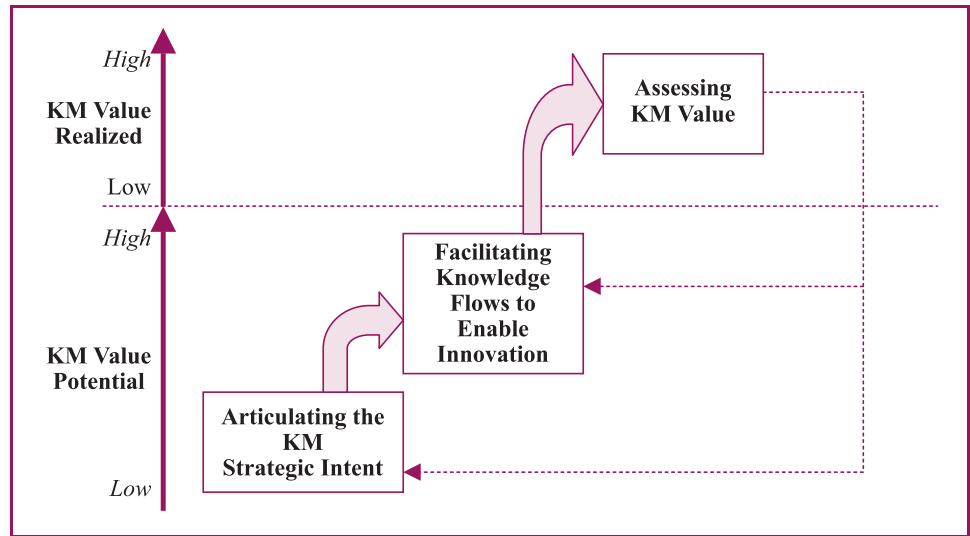 High
KM Value
Realized
Low
High
KM Value
Potential
Low
Assessing
KM Value
Facilitating
Knowledge
Flows to
Enable
Innovation
Articulating the
KM
Strategic Intent